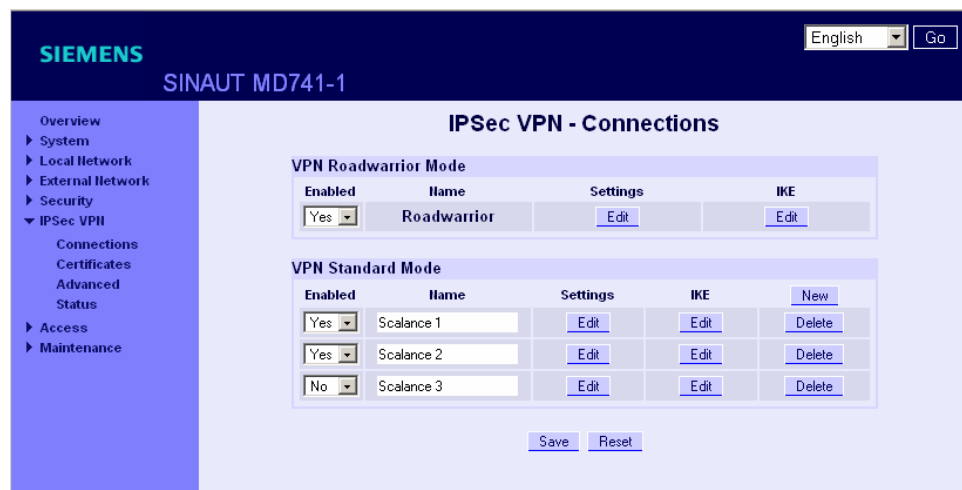 English
Go
SIEMENS
SINAUT MD741-1
Overview
System
Local Network
External Network
Security
IPSec VPN
Connections
Certificates
Advanced
Status
Access
Maintenance
IPSec VPN - Connections
VPN Roadwarrior Mode
Enabled Name Settings IKE
Yes Roadwarrior Edit Edit
VPN Standard Mode
Enabled Name Settings IKE New
Yes Scalance 1 Edit Edit Delete
Yes Scalance 2 Edit Edit Delete
No Scalance 3 Edit Edit Delete
Save Reset